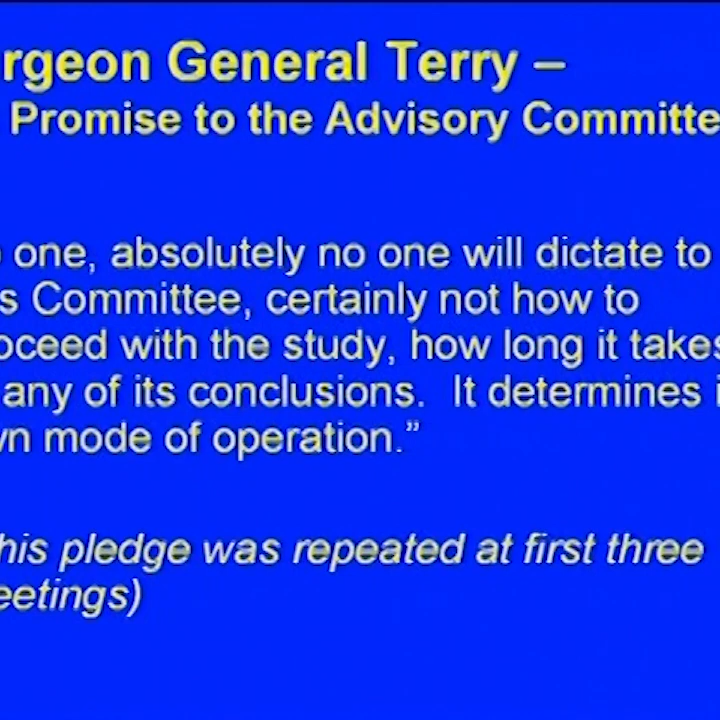 rgeon General Terry –
Promise to the Advisory Committe
one, absolutely no one will dictate to
s Committee, certainly not how to
oceed with the study, how long it takes
any of its conclusions.  It determines i
wn mode of operation.”
his pledge was repeated at first three
eetings)